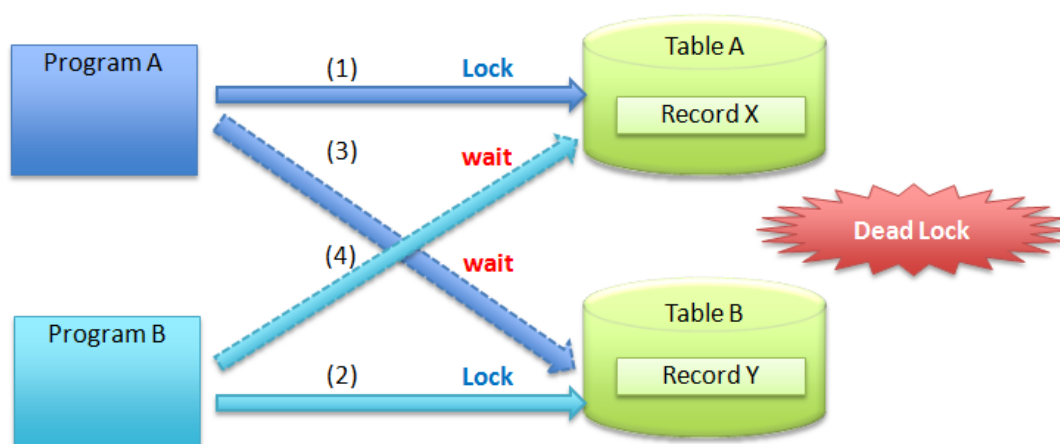 Program A
(1)
Lock
Table A
Record X
(3)
wait
Dead Lock
(4)
wait
Program B
(2)
Lock
Table B
Record Y